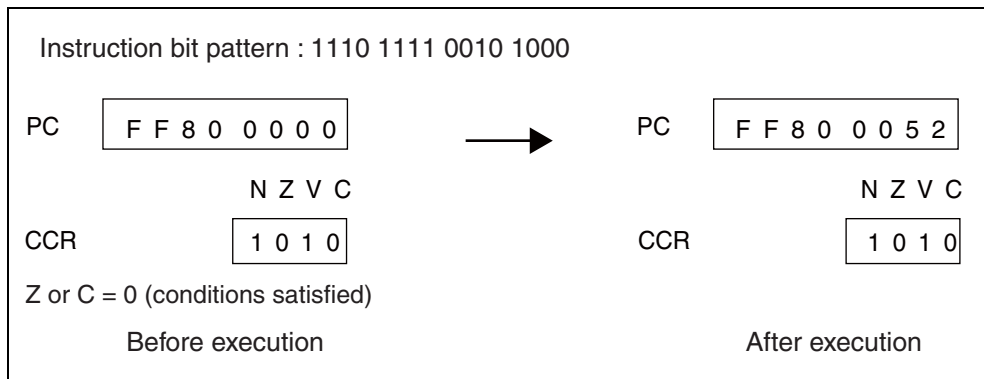 Instruction bit pattern : 1110 1111 0010 1000
PC F F 8 0 0 0 0 0 PC F F 8 0 0 0 5 2
N Z V C N Z V C
CCR 1 0 1 0 CCR 1 0 1 0
Z or C = 0 (conditions satisfied)
Before execution After execution